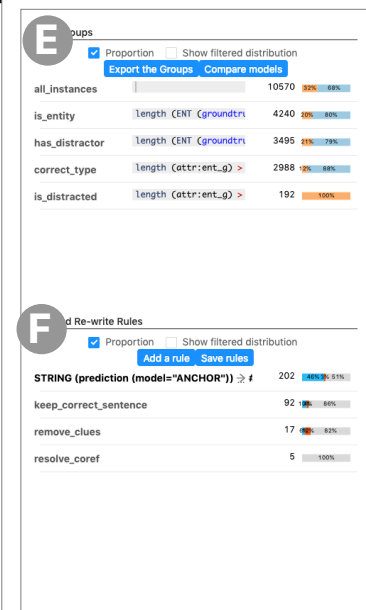 E
oups
Proportion Show filtered distribution
Export the Groups Compare models
all_instances 10570 32% 68%
is_entity length (ENT (groundtru 4240 20% 80%
has_distractor length (ENT (groundtru 3495 21% 79%
correct_type length (attr:ent_g) > 2988 12% 88%
is_distracted length (attr:ent_g) > 192 100%
F
d Re-write Rules
Proportion Show filtered distribution
Add a rule Save rules
STRING (prediction (model="ANCHOR")) -> # 202 46% 3% 51%
keep_correct_sentence 92 86%
remove_clues 17 82%
resolve_coref 5 100%